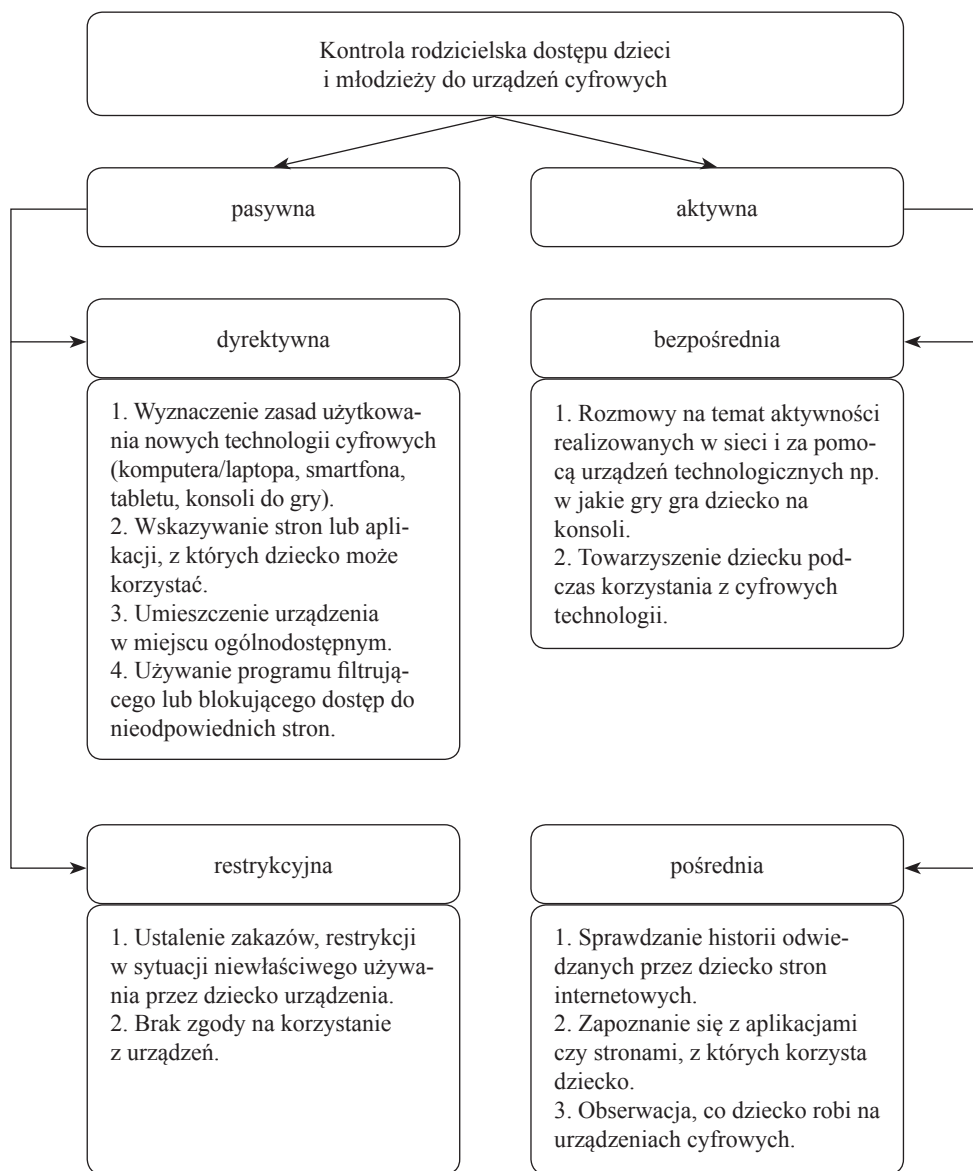 Kontrola rodzicielska dostępu dzieci
i młodzieży do urządzeń cyfrowych
pasywna
aktywna
dyrektywna
1. Wyznaczenie zasad użytkowa-
nia nowych technologii cyfrowych
(komputera/laptopa, smartfona,
tabletu, konsoli do gry).
2. Wskazywanie stron lub apli-
kacji, z których dziecko może
korzystać.
3. Umieszczenie urządzenia
w miejscu ogólnodostępnym.
4. Używanie programu filtrują-
cego lub blokującego dostęp do
nieodpowiednich stron.
bezpośrednia
1. Rozmowy na temat aktywności
realizowanych w sieci i za pomo-
cą urządzeń technologicznych np.
w jakie gry gra dziecko na
konsoli.
2. Towarzyszenie dziecku pod-
czas korzystania z cyfrowych
technologii.
restrykcyjna
1. Ustalenie zakazów, restrykcji
w sytuacji niewłaściwego używa-
nia przez dziecko urządzenia.
2. Brak zgody na korzystanie
z urządzeń.
pośrednia
1. Sprawdzanie historii odwie-
dzanych przez dziecko stron
internetowych.
2. Zapoznanie się z aplikacjami
czy stronami, z których korzysta
dziecko.
3. Obserwacja, co dziecko robi na
urządzeniach cyfrowych.